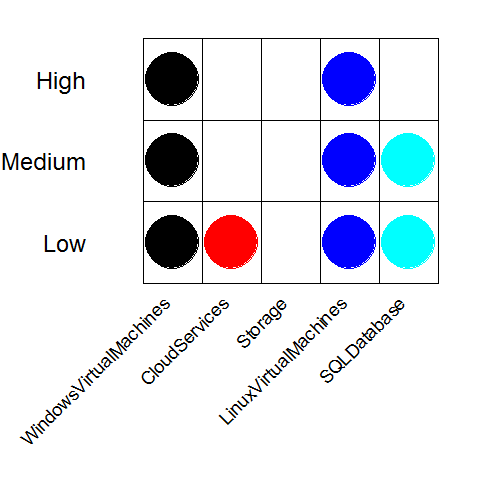 High
Medium
Low
WindowsVirtualMachines
CloudServices
Storage
LinuxVirtualMachines
SQLDatabase